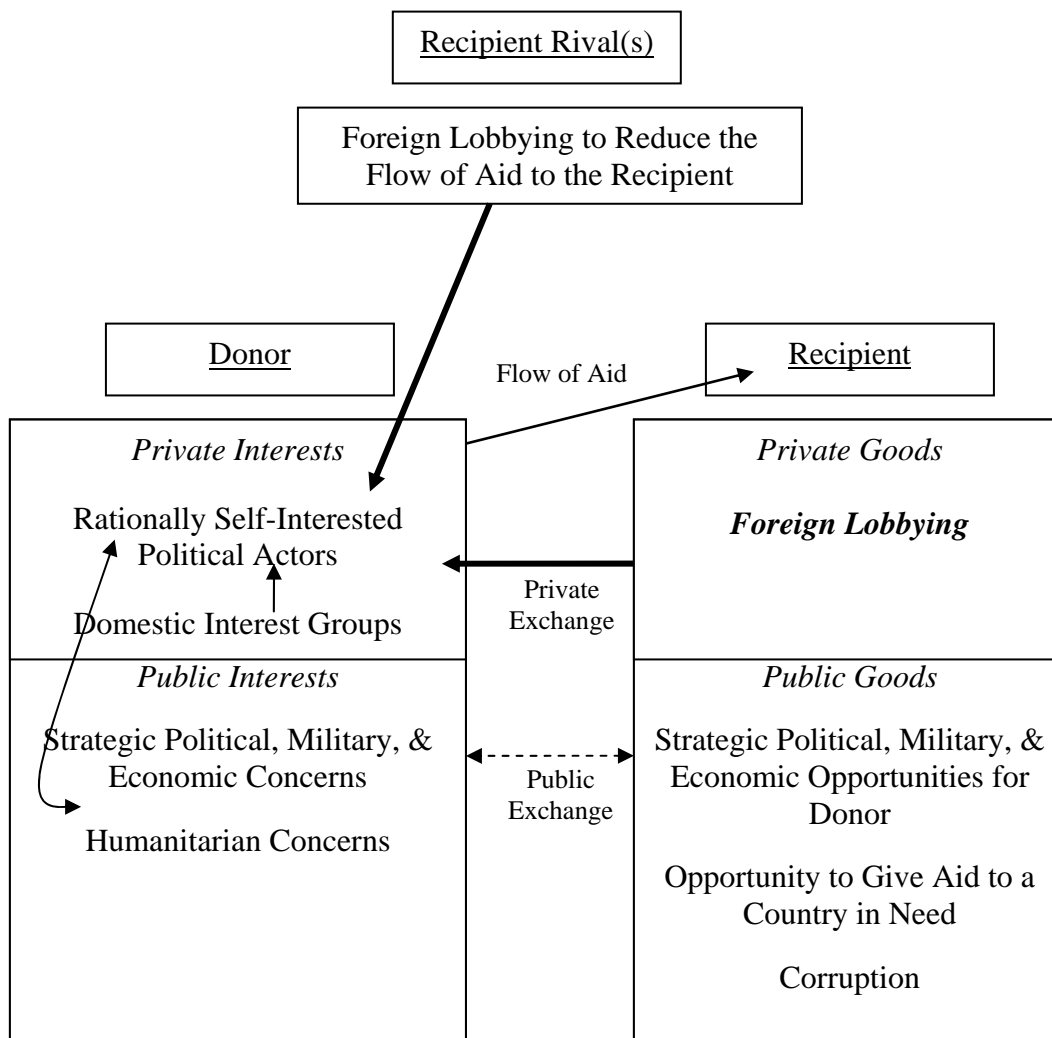 Recipient Rival(s)
Foreign Lobbying to Reduce the
Flow of Aid to the Recipient
Donor
Flow of Aid
Recipient
Private Interests
Rationally Self-Interested
Political Actors
Domestic Interest Groups
Private Goods
Foreign Lobbying
Private
Exchange
Public Interests
Strategic Political, Military, &
Economic Concerns
Humanitarian Concerns
Public
Exchange
Public Goods
Strategic Political, Military, &
Economic Opportunities for
Donor
Opportunity to Give Aid to a
Country in Need
Corruption